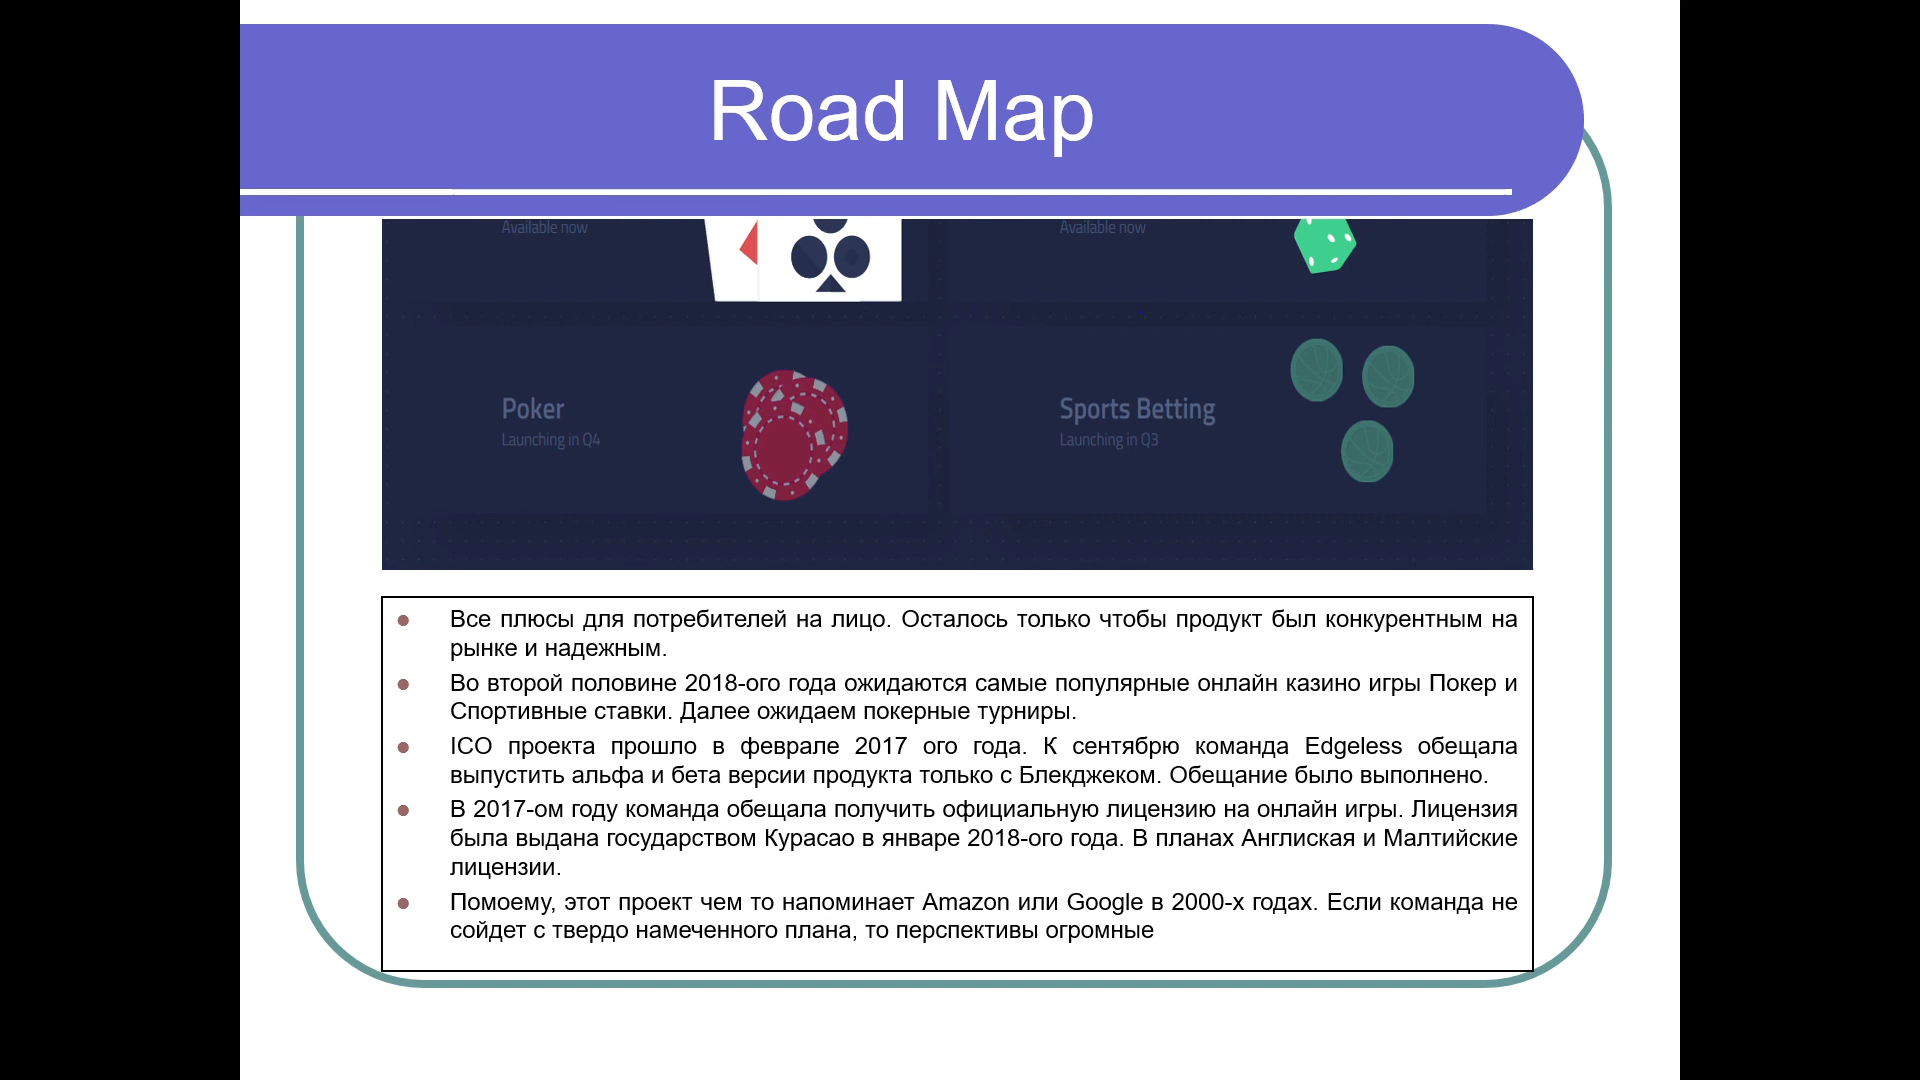 Road Map
Available now
Available now
Poker
Launching in Q4
Sports Betting
Launching in Q3
Все плюсы для потребителей на лицо. Осталось только чтобы продукт был конкурентным на
рынке и надежным.
Во второй половине 2018-ого года ожидаются самые популярные онлайн казино игры Покер и
Спортивные ставки. Далее ожидаем покерные турниры.
ICO проекта прошло в феврале 2017 ого года. К сентябрю команда Edgeless обещала
выпустить альфа и бета версии продукта только с Блекджеком. Обещание было выполнено.
В 2017-ом году команда обещала получить официальную лицензию на онлайн игры. Лицензия
была выдана государством Курасао в январе 2018-ого года. В планах Англиская и Малтийские
лицензии.
Помоему, этот проект чем то напоминает Amazon или Google в 2000-х годах. Если команда не
сойдет с твердо намеченного плана, то перспективы огромные